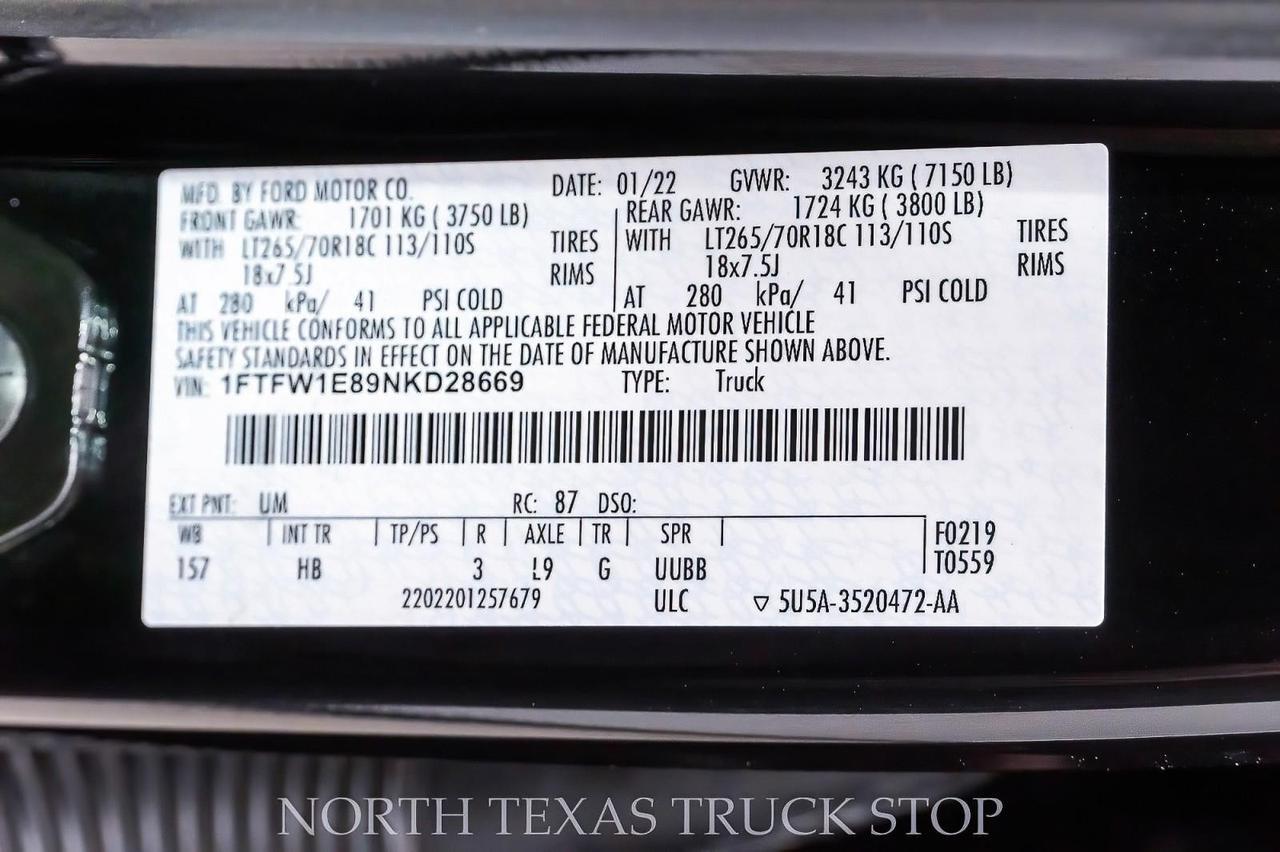 MFD. BY FORD MOTOR CO. DATE: 01/22 GVWR: 3243 KG ( 7150 LB)
FRONT GAWR: 1701 KG ( 3750 LB) REAR GAWR: 1724 KG ( 3800 LB)
WITH LT265/70R18C 113/110S TIRES WITH LT265/70R18C 113/110S TIRES
18x7.5J RIMS 18x7.5J RIMS
AT 280 kPa/ 41 PSI COLD AT 280 kPa/ 41 PSI COLD
THIS VEHICLE CONFORMS TO ALL APPLICABLE FEDERAL MOTOR VEHICLE
SAFETY STANDARDS IN EFFECT ON THE DATE OF MANUFACTURE SHOWN ABOVE.
VIN: 1FTFW1E89NKD28669 TYPE: Truck
EXT PNT: UM RC: 87 DSO:
WB INT TR TP/PS R AXLE TR SPR F0219
157 HB 3 L9 G UUBB T0559
2202201257679 ULC ▽ 5U5A-3520472-AA
NORTH TEXAS TRUCK STOP